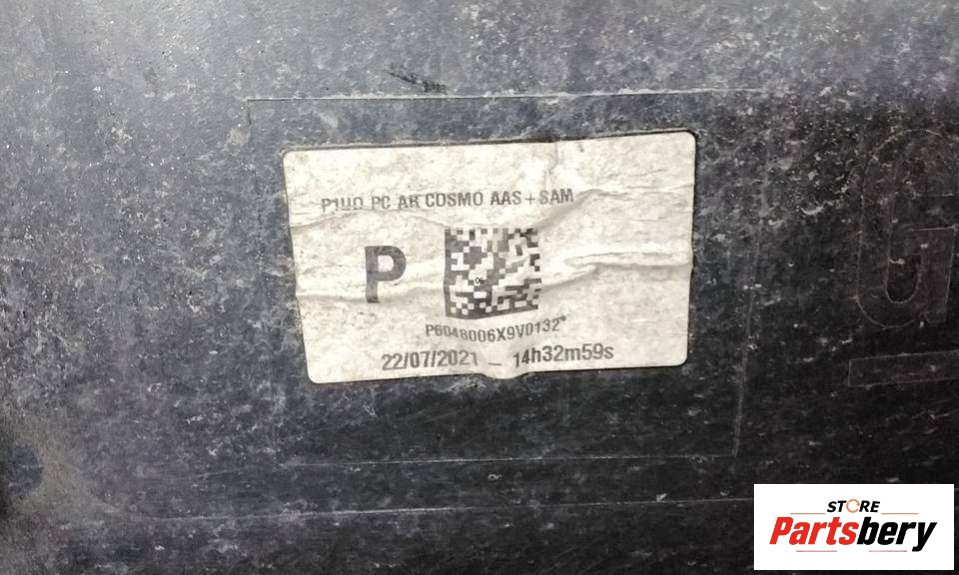 P1UO PC AR COSMO AAS+SAM
P
P6048006X9V0132*
22/07/2021 - 14h32m59s
STORE
Partsbery